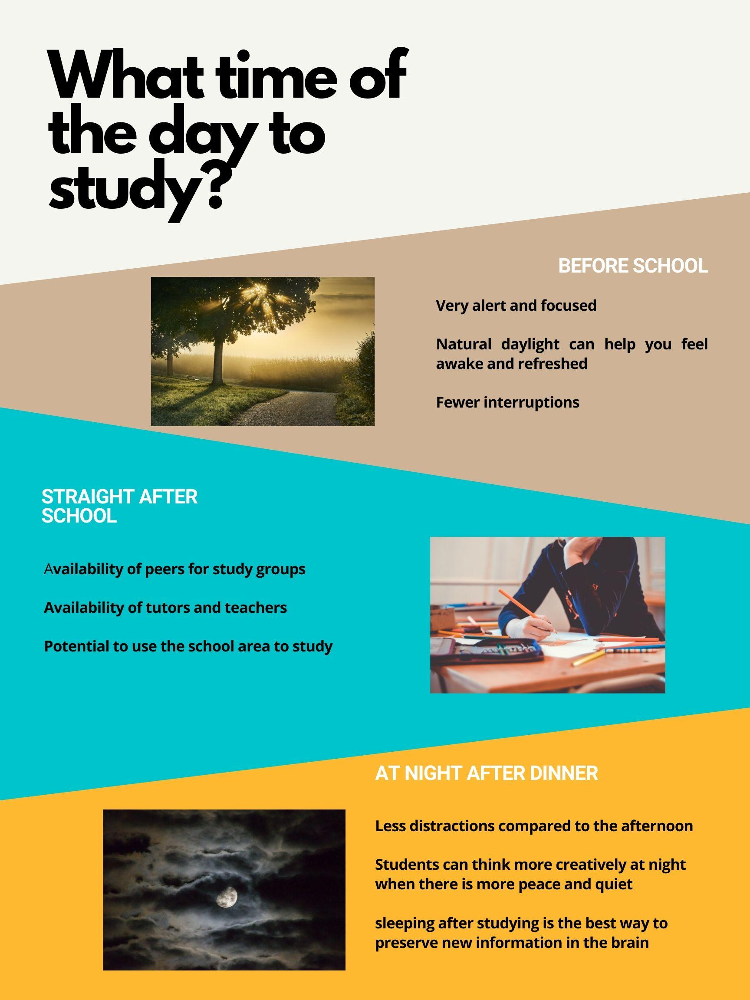 What time of
the day to
study?
BEFORE SCHOOL
Very alert and focused
Natural daylight can help you feel
awake and refreshed
Fewer interruptions
STRAIGHT AFTER
SCHOOL
Availability of peers for study groups
Availability of tutors and teachers
Potential to use the school area to study
AT NIGHT AFTER DINNER
Less distractions compared to the afternoon
Students can think more creatively at night
when there is more peace and quiet
sleeping after studying is the best way to
preserve new information in the brain